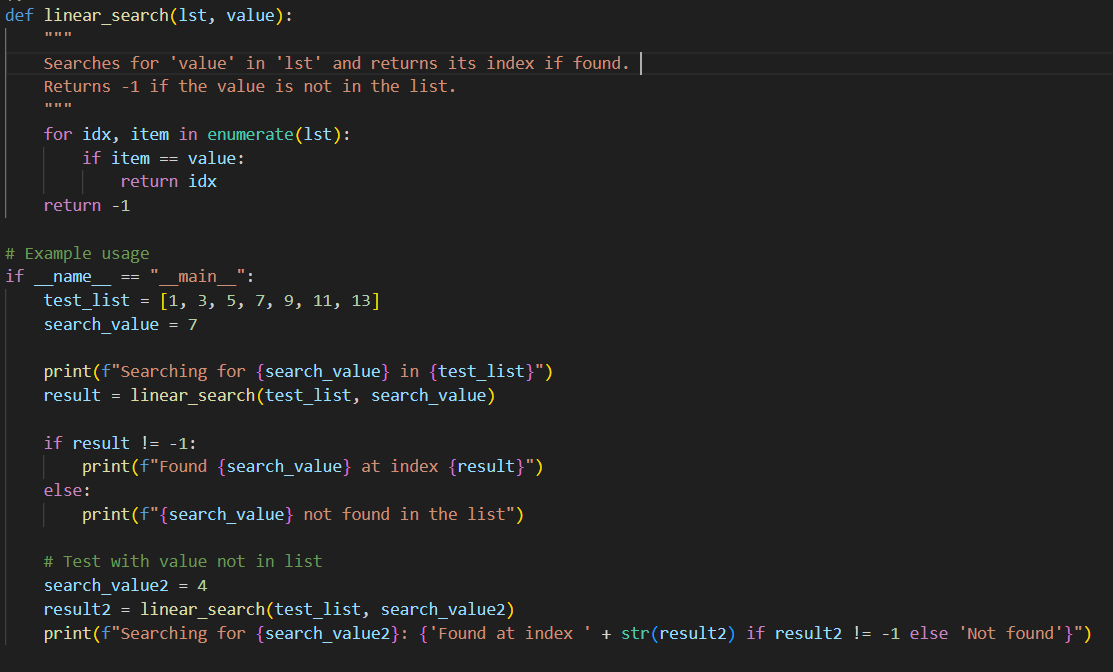 def linear_search(lst, value):
    """
    Searches for 'value' in 'lst' and returns its index if found.
    Returns -1 if the value is not in the list.
    """
    for idx, item in enumerate(lst):
        if item == value:
            return idx
    return -1

# Example usage
if __name__ == "__main__":
    test_list = [1, 3, 5, 7, 9, 11, 13]
    search_value = 7

    print(f"Searching for {search_value} in {test_list}")
    result = linear_search(test_list, search_value)

    if result != -1:
        print(f"Found {search_value} at index {result}")
    else:
        print(f"{search_value} not found in the list")

    # Test with value not in list
    search_value2 = 4
    result2 = linear_search(test_list, search_value2)
    print(f"Searching for {search_value2}: {'Found at index ' + str(result2) if result2 != -1 else 'Not found'}")